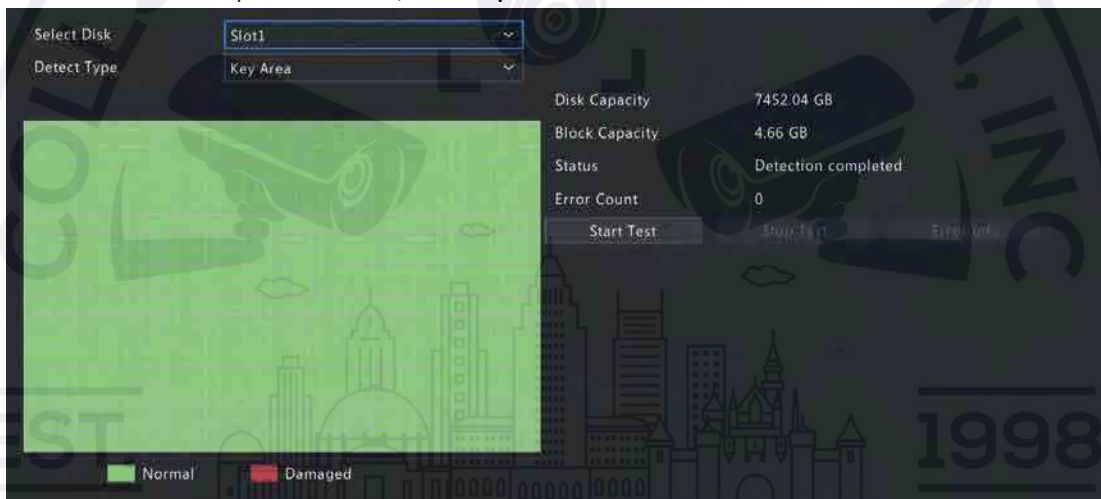 Select Disk Slot1
Detect Type Key Area
Disk Capacity 7452.04 GB
Block Capacity 4.66 GB
Status Detection completed
Error Count 0
Start Test Stop Test Error Info
Normal Damaged
EST 1998